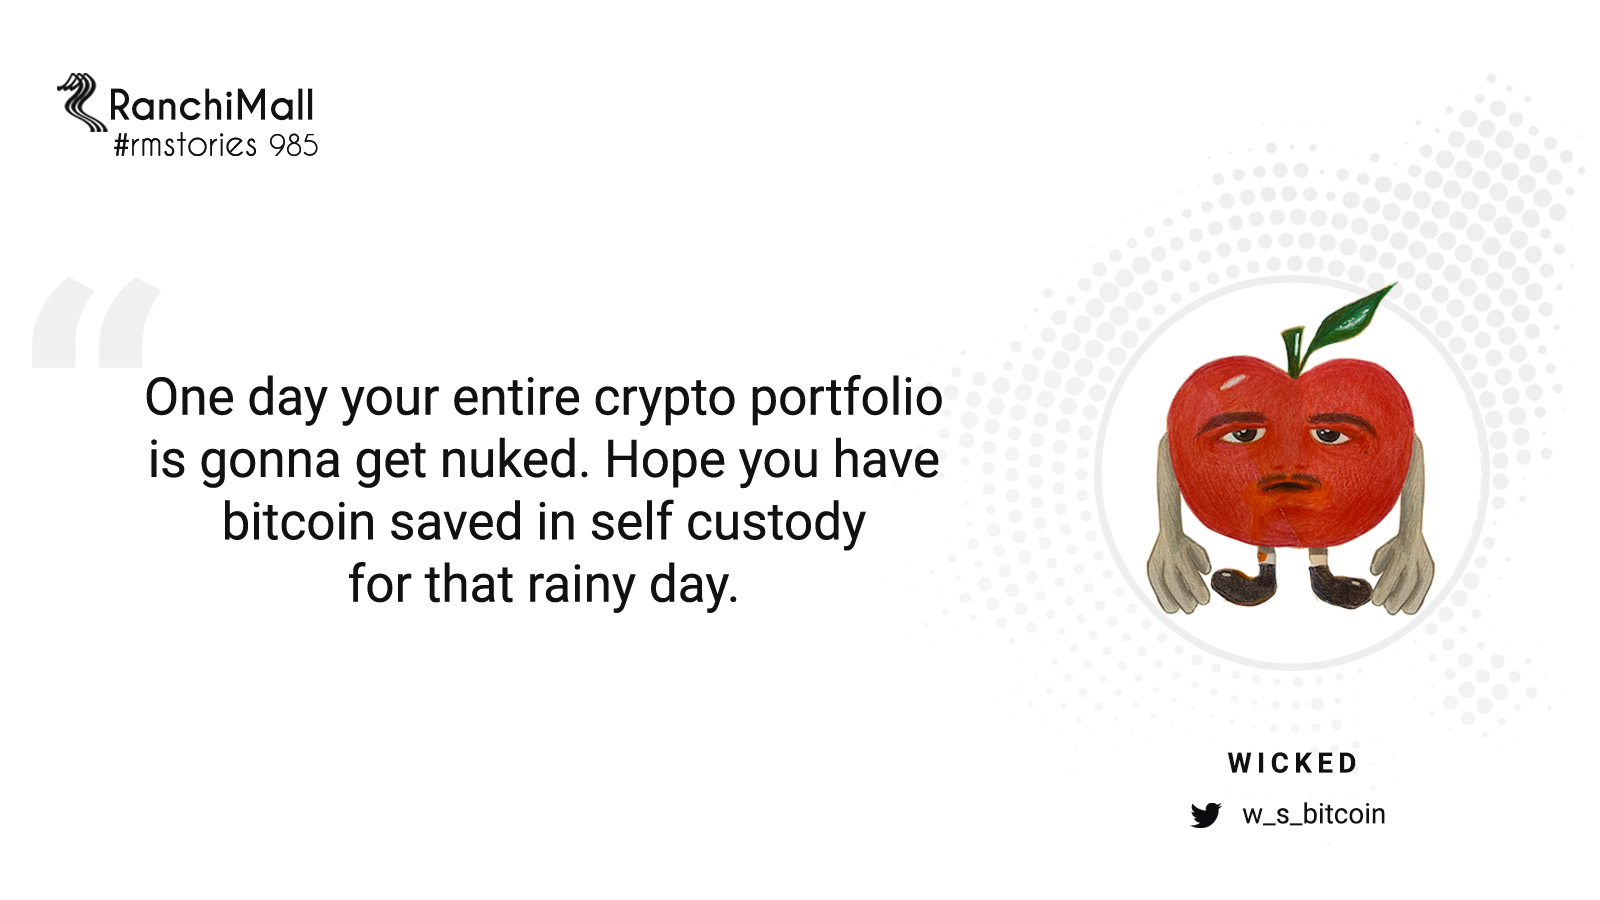 RanchiMall
#rmstories 985
“
One day your entire crypto portfolio
is gonna get nuked. Hope you have
bitcoin saved in self custody
for that rainy day.
WICKED
w_s_bitcoin